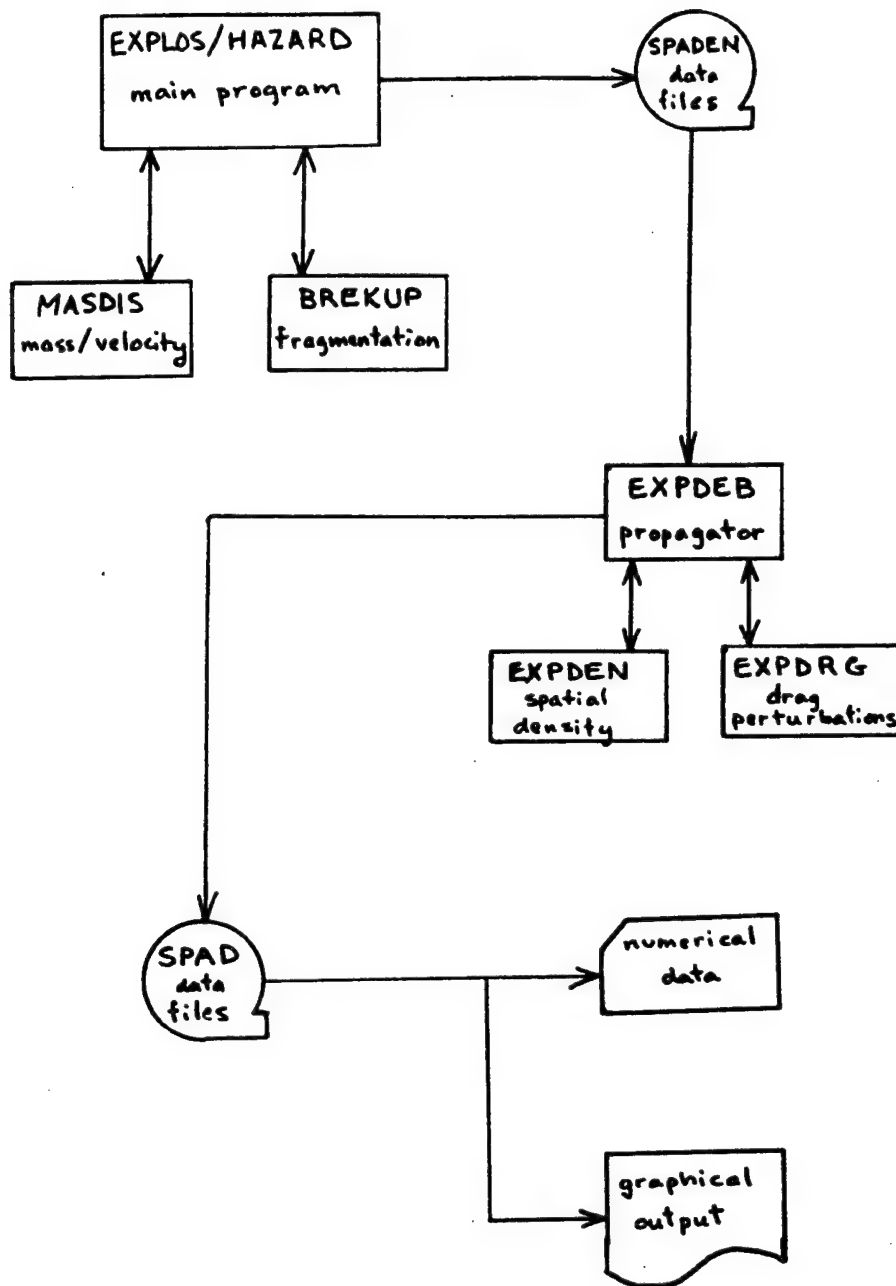 EXPLOS/HAZARD
main program
SPADEN
data
files
MASDIS
mass/velocity
BREKUP
fragmentation
EXPDEB
propagator
EXPDEN
spatial
density
EXPDRG
drag
perturbations
SPAD
data
files
numerical
data
graphical
output